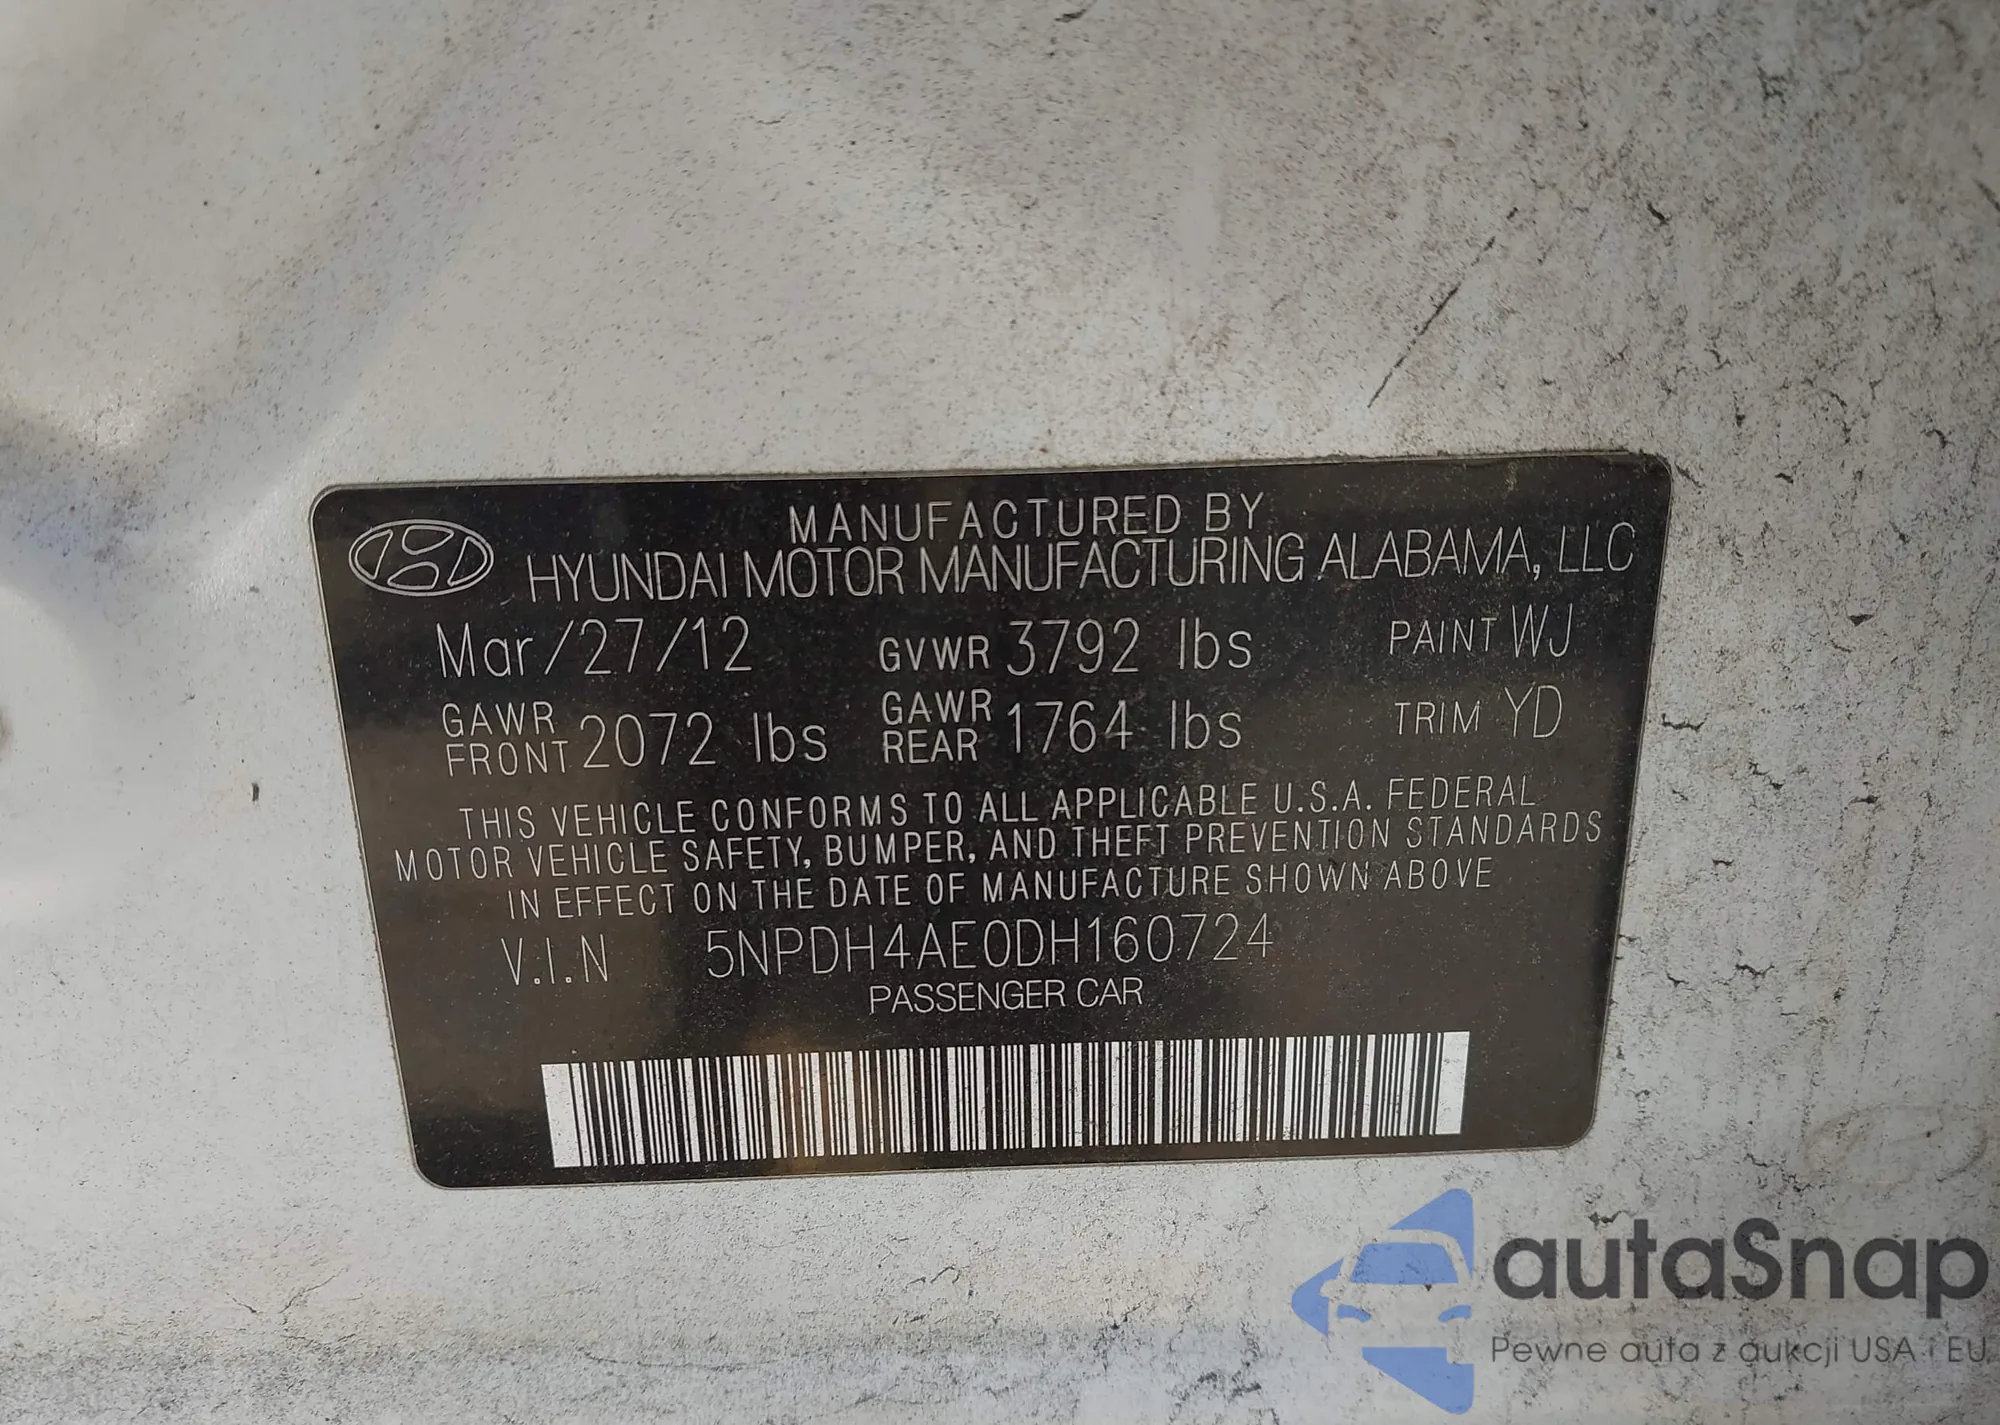 MANUFACTURED BY
HYUNDAI MOTOR MANUFACTURING ALABAMA, LLC
Mar/27/12 GVWR 3792 lbs PAINT WJ
GAWR FRONT 2072 lbs GAWR REAR 1764 lbs TRIM YD
THIS VEHICLE CONFORMS TO ALL APPLICABLE U.S.A. FEDERAL
MOTOR VEHICLE SAFETY, BUMPER, AND THEFT PREVENTION STANDARDS
IN EFFECT ON THE DATE OF MANUFACTURE SHOWN ABOVE
V.I.N 5NPDH4AE0DH160724
PASSENGER CAR
autaSnap
Pewne auta z aukcji USA i EU